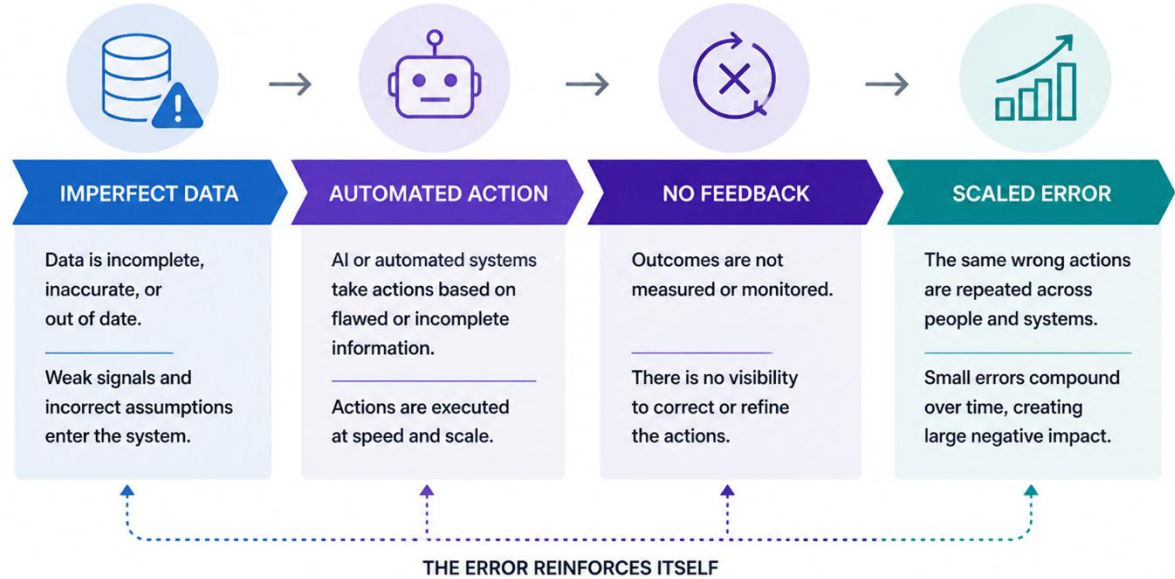 IMPERFECT DATA
Data is incomplete,
inaccurate, or
out of date.
Weak signals and
incorrect assumptions
enter the system.
AUTOMATED ACTION
AI or automated systems
take actions based on
flawed or incomplete
information.
Actions are executed
at speed and scale.
NO FEEDBACK
Outcomes are not
measured or monitored.
There is no visibility
to correct or refine
the actions.
SCALED ERROR
The same wrong actions
are repeated across
people and systems.
Small errors compound
over time, creating
large negative impact.
THE ERROR REINFORCES ITSELF